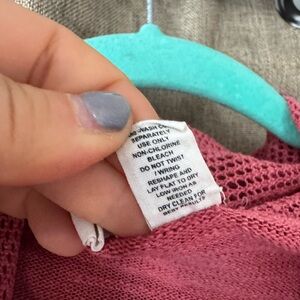 SEPARATELY
USE ONLY
NON-CHLORINE
BLEACH
DO NOT TWIST
/ WRING
RESHAPE AND
LAY FLAT TO DRY
LOW IRON AS
NEEDED
DRY CLEAN FOR
BEST RESULTS